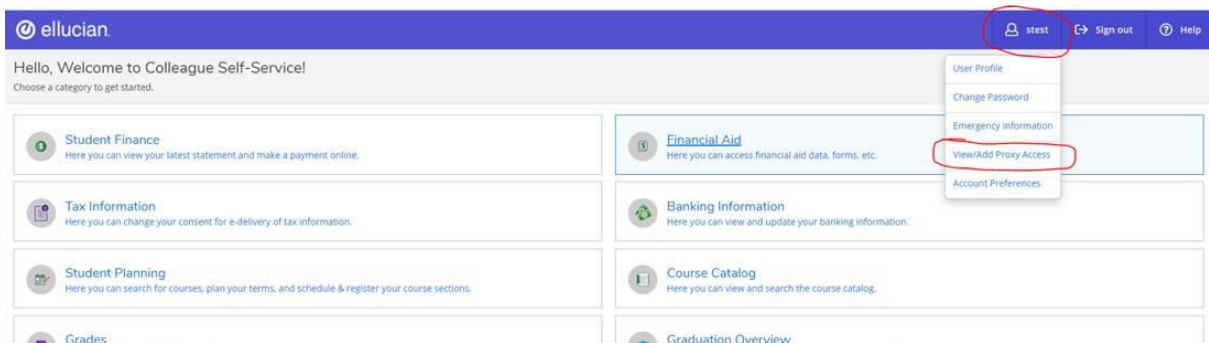 ellucian.
stest
Sign out
Help
Hello, Welcome to Colleague Self-Service!
Choose a category to get started.
User Profile
Change Password
Emergency Information
View/Add Proxy Access
Account Preferences
Student Finance
Here you can view your latest statement and make a payment online.
Financial Aid
Here you can access financial aid data, forms, etc.
Tax Information
Here you can change your consent for e-delivery of tax information.
Banking Information
Here you can view and update your banking information.
Student Planning
Here you can search for courses, plan your terms, and schedule & register your course sections.
Course Catalog
Here you can view and search the course catalog.
Grades
Graduation Overview